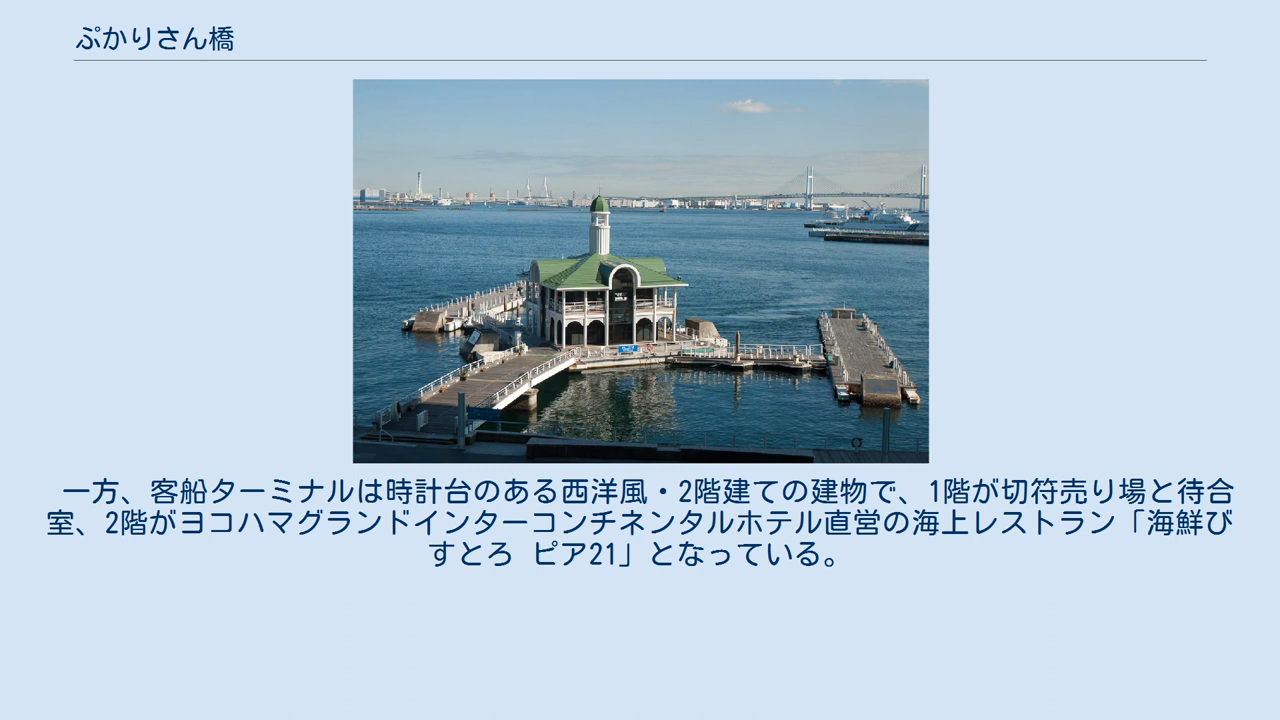 ぷかりさん橋
一方、客船ターミナルは時計台のある西洋風・2階建ての建物で、1階が切符売り場と待合
室、2階がヨコハマグランドインターコンチネンタルホテル直営の海上レストラン「海鮮び
すとろ ピア21」となっている。